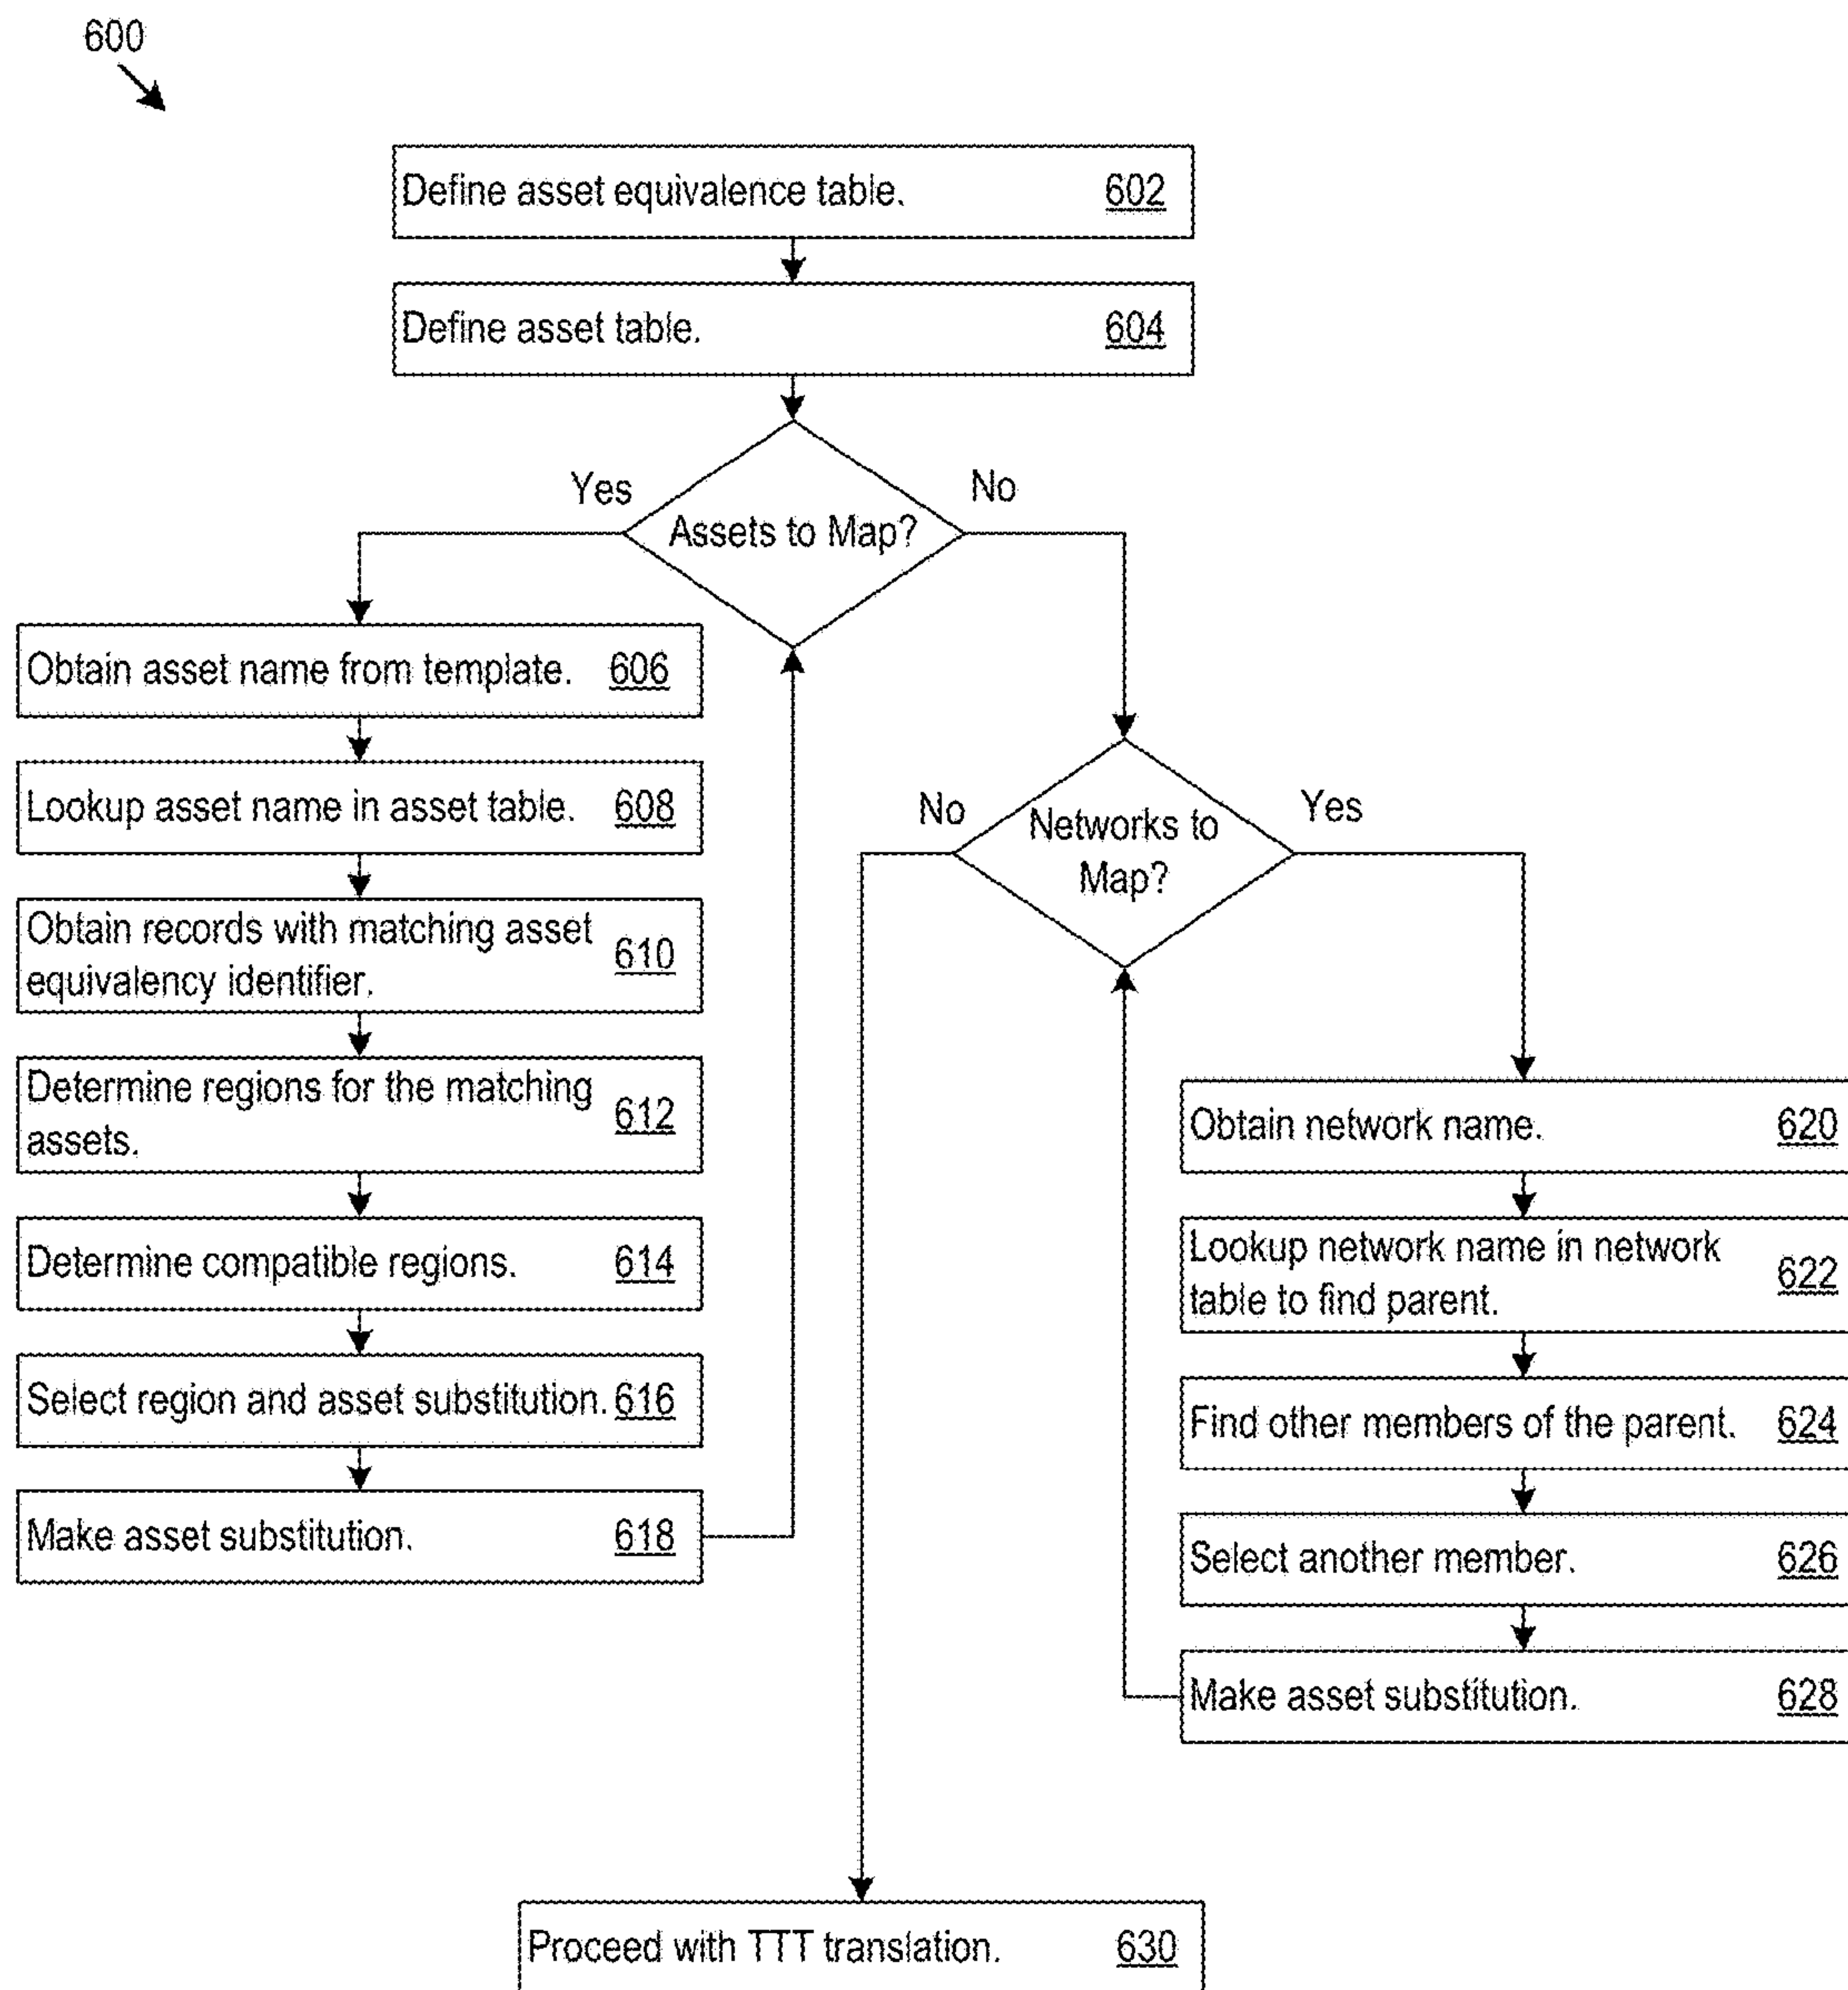 600
Define asset equivalence table. 602
Define asset table. 604
Yes
No
Assets to Map?
Obtain asset name from template. 606
Lookup asset name in asset table. 608
Obtain records with matching asset
equivalency identifier.
610
Determine regions for the matching
assets.
612
Determine compatible regions. 614
Select region and asset substitution. 616
Make asset substitution. 618
No
Yes
Networks to
Map?
Obtain network name. 620
Lookup network name in network
table to find parent.
622
Find other members of the parent. 624
Select another member. 626
Make asset substitution. 628
Proceed with TTT translation. 630